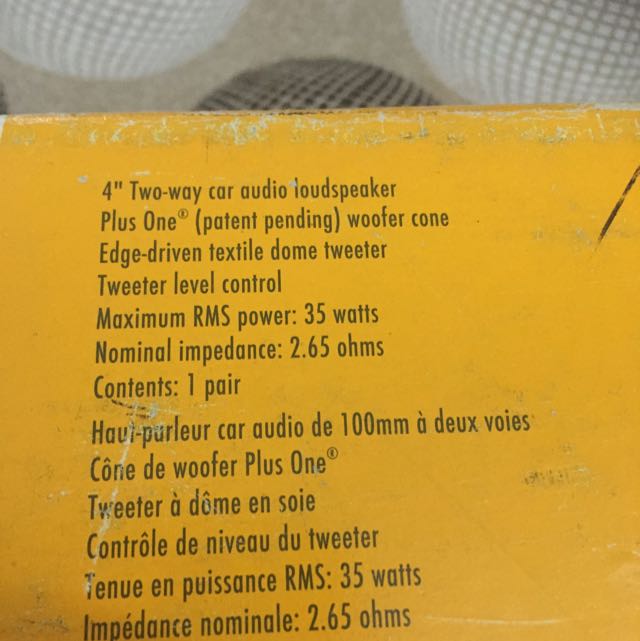 4" Two-way car audio loudspeaker
Plus One® (patent pending) woofer cone
Edge-driven textile dome tweeter
Tweeter level control
Maximum RMS power: 35 watts
Nominal impedance: 2.65 ohms
Contents: 1 pair
Haut-parleur car audio de 100mm à deux voies
Cône de woofer Plus One®
Tweeter à dôme en soie
Contrôle de niveau du tweeter
Tenue en puissance RMS: 35 watts
Impédance nominale: 2.65 ohms